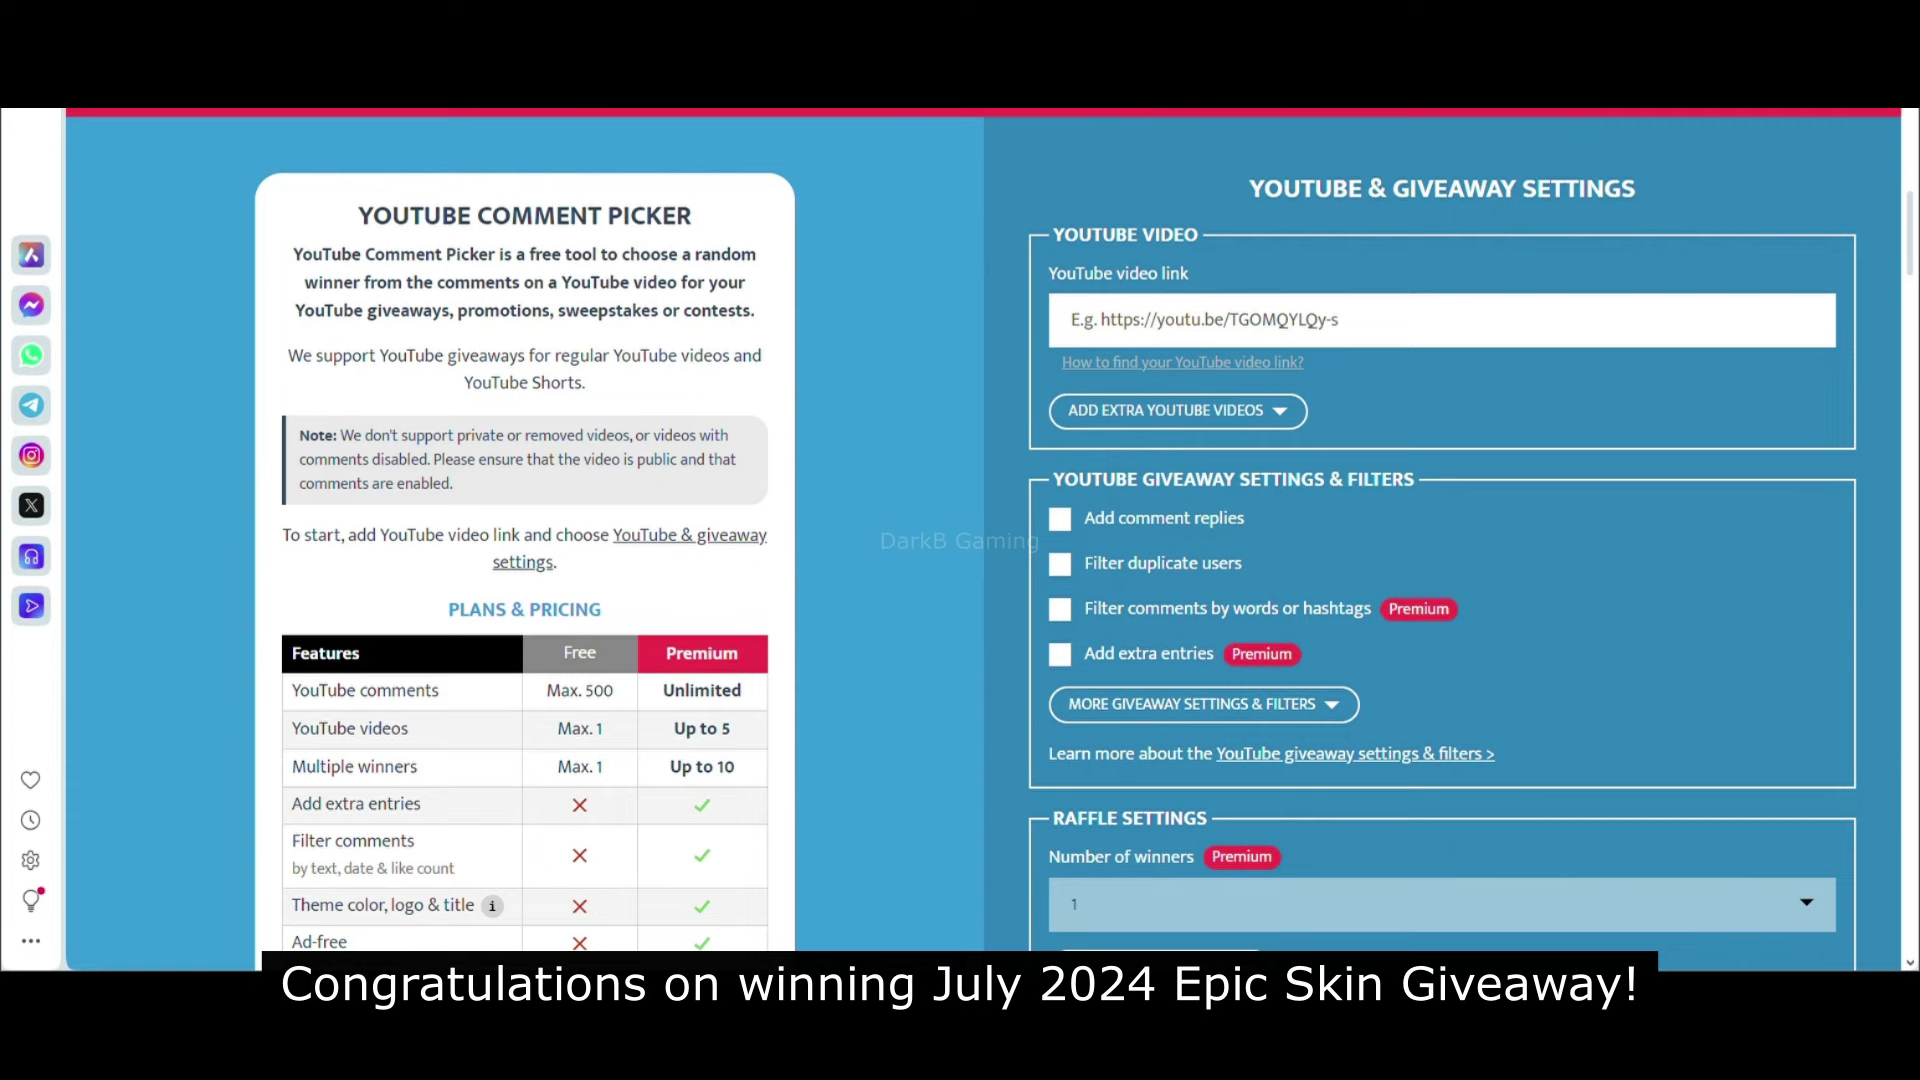 YOUTUBE COMMENT PICKER
YouTube Comment Picker is a free tool to choose a random
winner from the comments on a YouTube video for your
YouTube giveaways, promotions, sweepstakes or contests.
We support YouTube giveaways for regular YouTube videos and
YouTube Shorts.
Note: We don't support private or removed videos, or videos with
comments disabled. Please ensure that the video is public and that
comments are enabled.
To start, add YouTube video link and choose YouTube & giveaway
settings.
PLANS & PRICING
Features Free Premium
YouTube comments Max. 500 Unlimited
YouTube videos Max. 1 Up to 5
Multiple winners Max. 1 Up to 10
Add extra entries
Filter comments
by text, date & like count
Theme color, logo & title i
Ad-free
DarkB Gaming
YOUTUBE & GIVEAWAY SETTINGS
YOUTUBE VIDEO
YouTube video link
E.g. https://youtu.be/TGOMQYLQy-s
How to find your YouTube video link?
ADD EXTRA YOUTUBE VIDEOS
YOUTUBE GIVEAWAY SETTINGS & FILTERS
Add comment replies
Filter duplicate users
Filter comments by words or hashtags Premium
Add extra entries Premium
MORE GIVEAWAY SETTINGS & FILTERS
Learn more about the YouTube giveaway settings & filters >
RAFFLE SETTINGS
Number of winners Premium
1
Congratulations on winning July 2024 Epic Skin Giveaway!